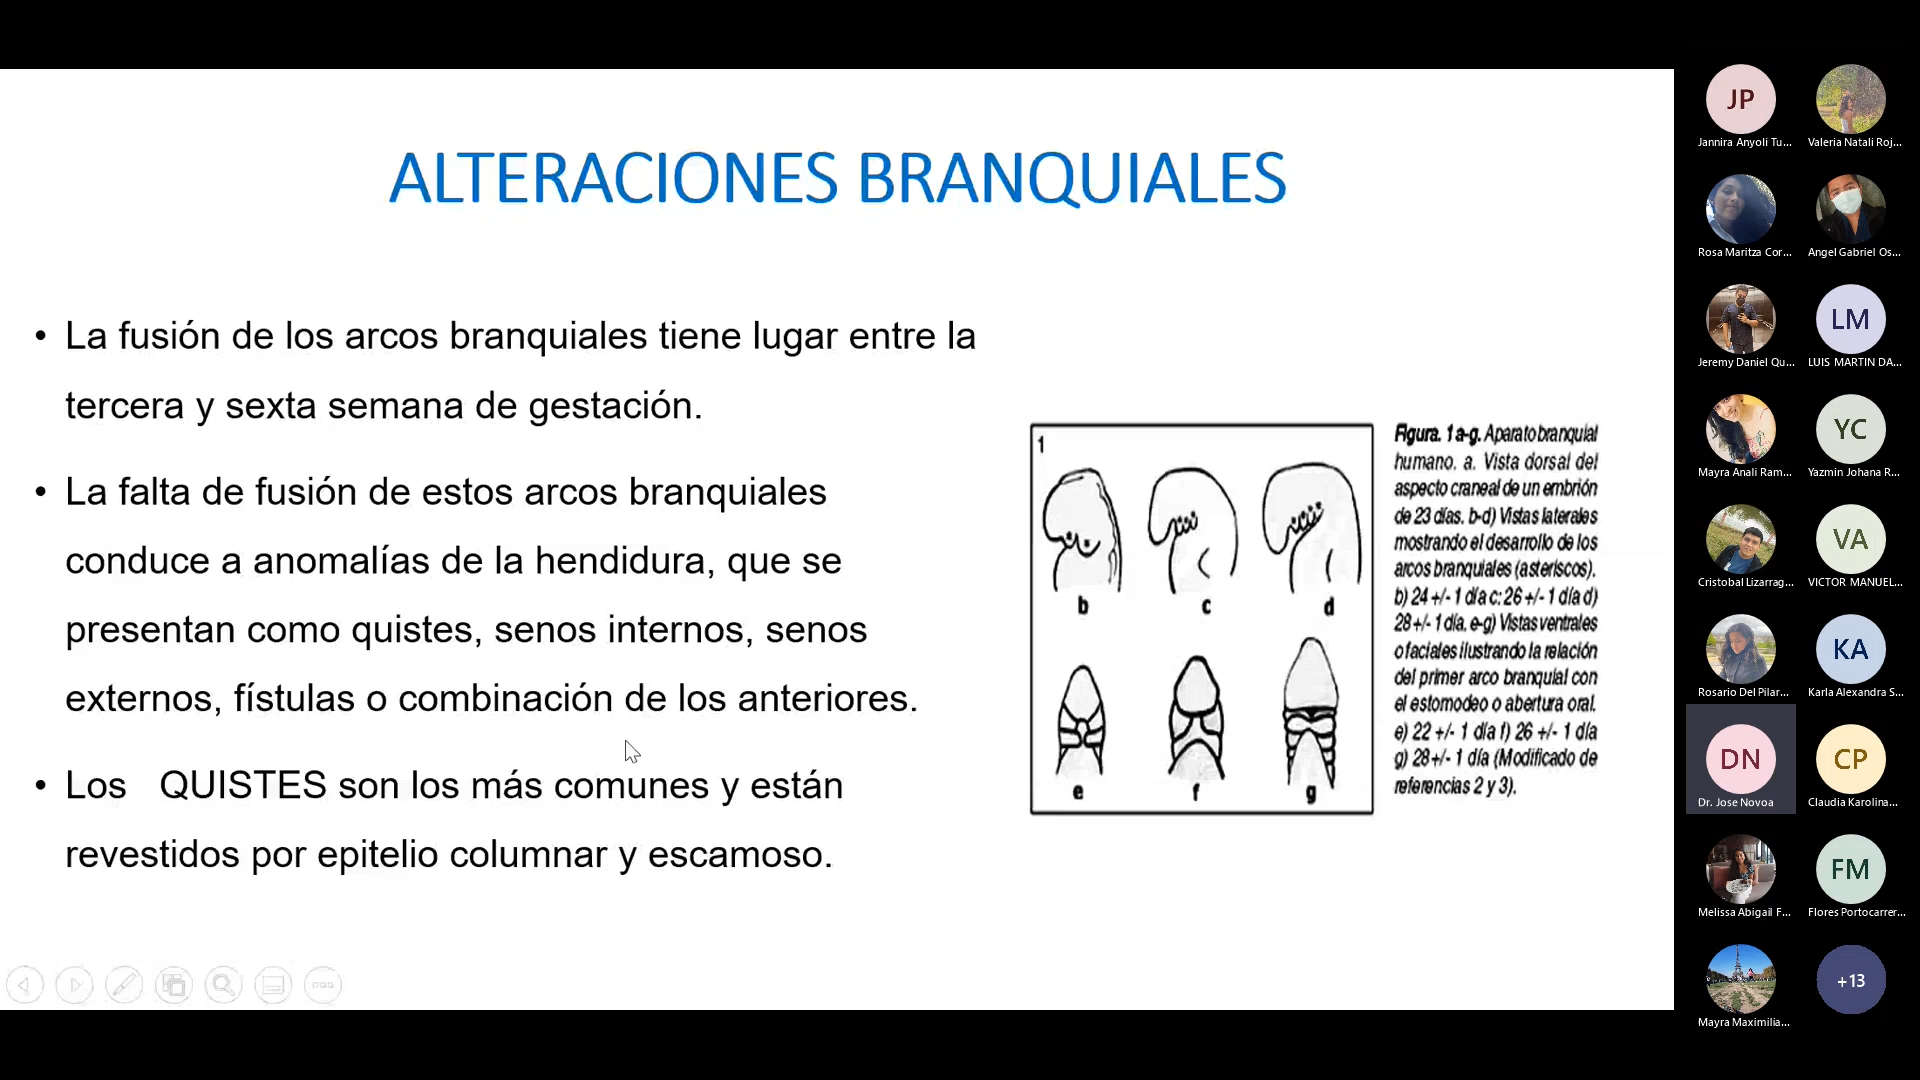 ALTERACIONES BRANQUIALES
• La fusión de los arcos branquiales tiene lugar entre la
tercera y sexta semana de gestación.
• La falta de fusión de estos arcos branquiales
conduce a anomalías de la hendidura, que se
presentan como quistes, senos internos, senos
externos, fístulas o combinación de los anteriores.
• Los QUISTES son los más comunes y están
revestidos por epitelio columnar y escamoso.
1
b c d
e f g
Figura. 1 a-g. Aparato branquial
humano. a. Vista dorsal del
aspecto craneal de un embrión
de 23 días. b-d) Vistas laterales
mostrando el desarrollo de los
arcos branquiales (asteriscos).
b) 24 +/- 1 día c: 26 +/- 1 día d)
28 +/- 1 día. e-g) Vistas ventrales
o faciales ilustrando la relación
del primer arco branquial con
el estomodeo o abertura oral.
e) 22 +/- 1 día f) 26 +/- 1 día
g) 28 +/- 1 día (Modificado de
referencias 2 y 3).
JP
Jannira Anyoli Tu...
Valeria Natali Roj...
Rosa Maritza Cor...
Angel Gabriel Os...
Jeremy Daniel Qu...
LM
LUIS MARTIN DA...
Mayra Anali Ram...
YC
Yazmin Johana R...
Cristobal Lizarrag...
VA
VICTOR MANUEL...
Rosario Del Pilar...
KA
Karla Alexandra S...
DN
Dr. Jose Novoa
CP
Claudia Karolina...
Melissa Abigail F...
FM
Flores Portocarrer...
Mayra Maximilia...
+13